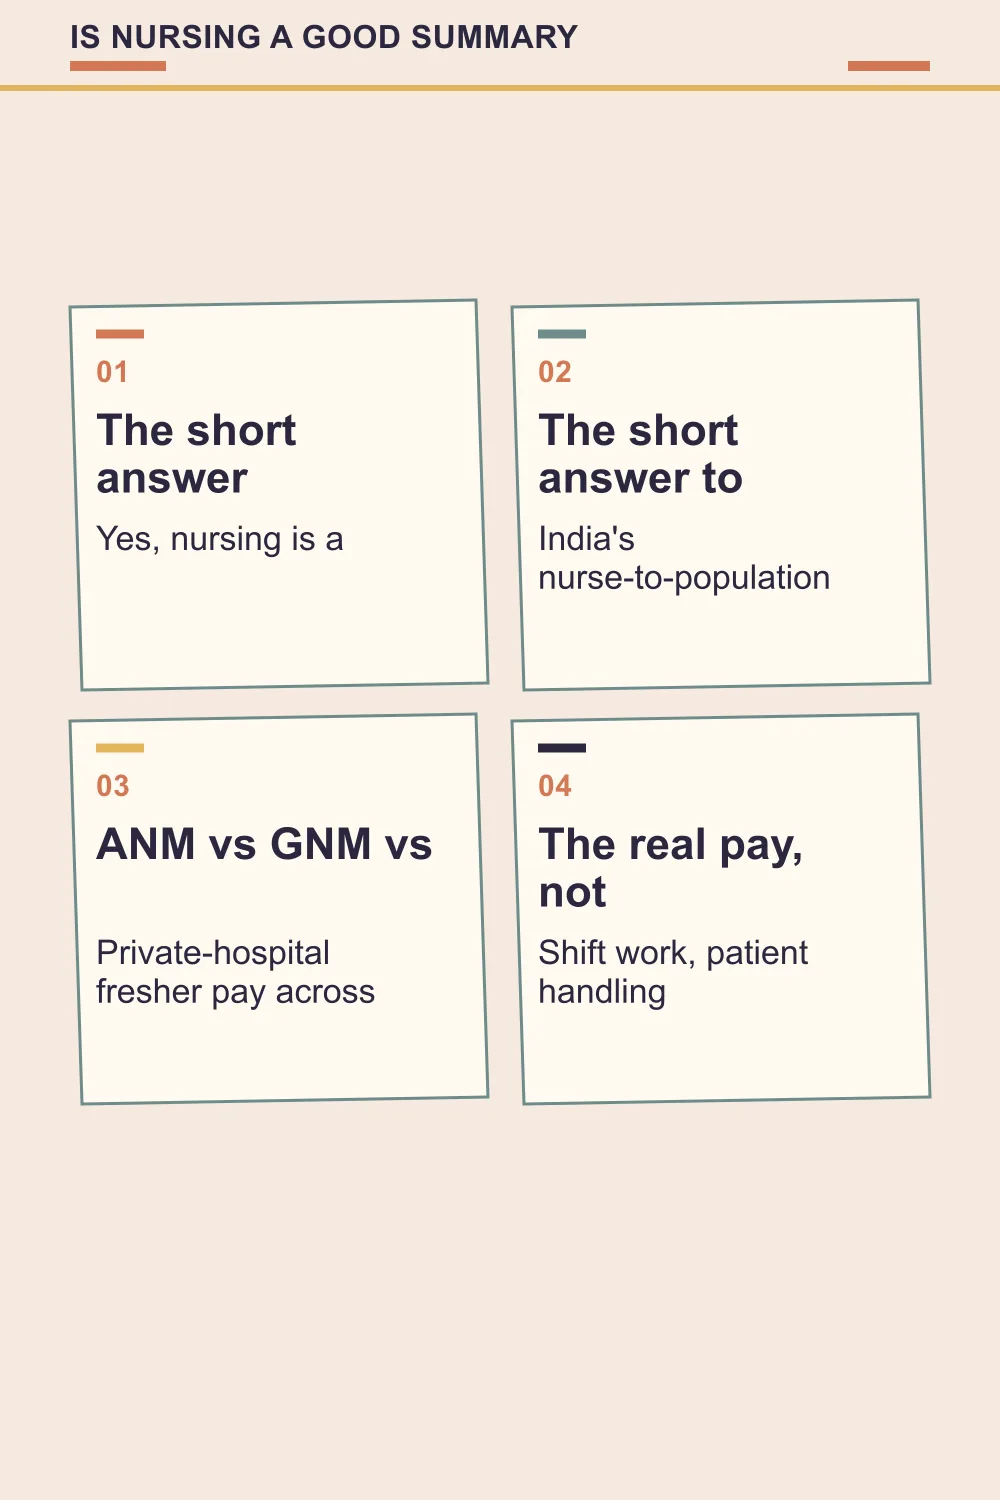 IS NURSING A GOOD SUMMARY
01
The short
answer
Yes, nursing is a
02
The short
answer to
India's
nurse-to-population
03
ANM vs GNM vs
Private-hospital
fresher pay across
04
The real pay,
not
Shift work, patient
handling